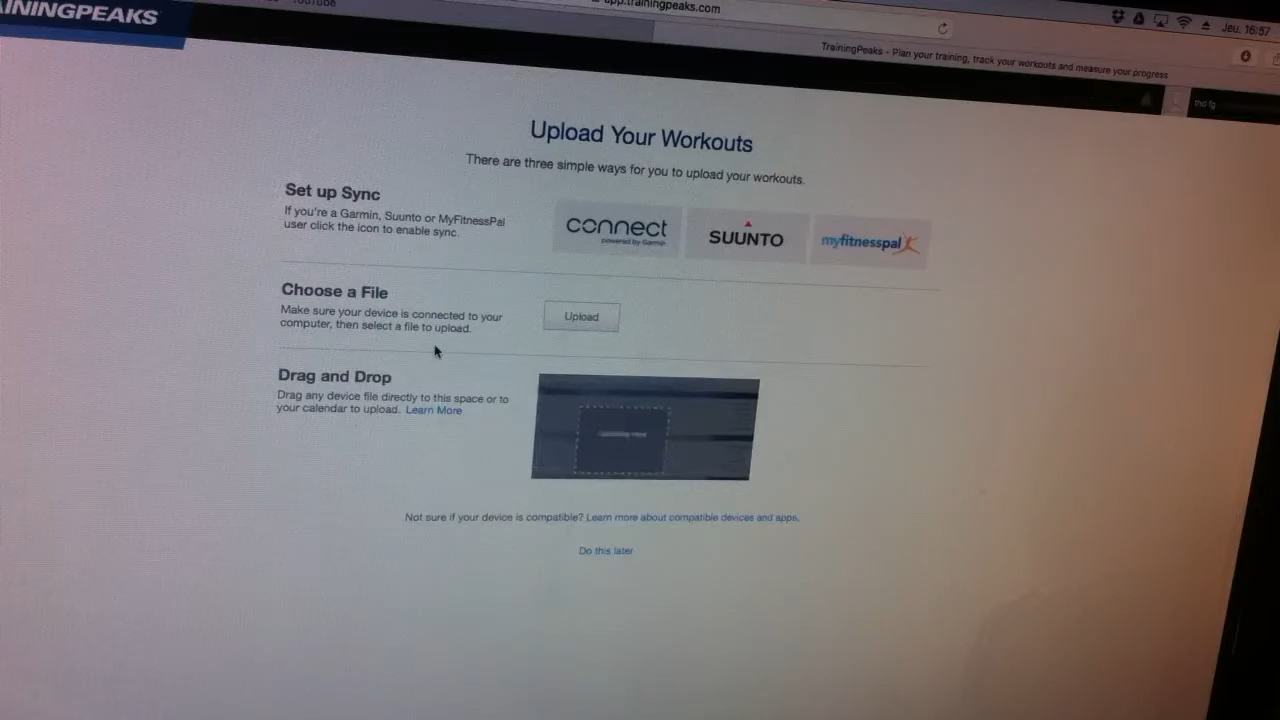 YouTube
app.trainingpeaks.com
Jeu. 16:57
TrainingPeaks - Plan your training, track your workouts and measure your progress
tho fg
Upload Your Workouts
There are three simple ways for you to upload your workouts.
Set up Sync
If you're a Garmin, Suunto or MyFitnessPal
user click the icon to enable sync.
connect
powered by Garmin
SUUNTO
myfitnesspal
Choose a File
Make sure your device is connected to your
computer, then select a file to upload.
Upload
Drag and Drop
Drag any device file directly to this space or to
your calendar to upload. Learn More
Not sure if your device is compatible? Learn more about compatible devices and apps.
Do this later